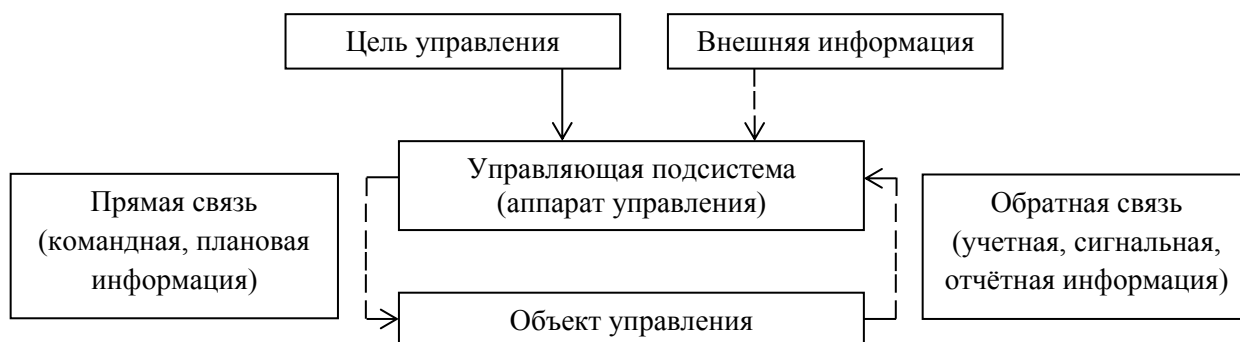 Цель управления
Внешняя информация
Управляющая подсистема
(аппарат управления)
Прямая связь
(командная, плановая
информация)
Обратная связь
(учетная, сигнальная,
отчётная информация)
Объект управления